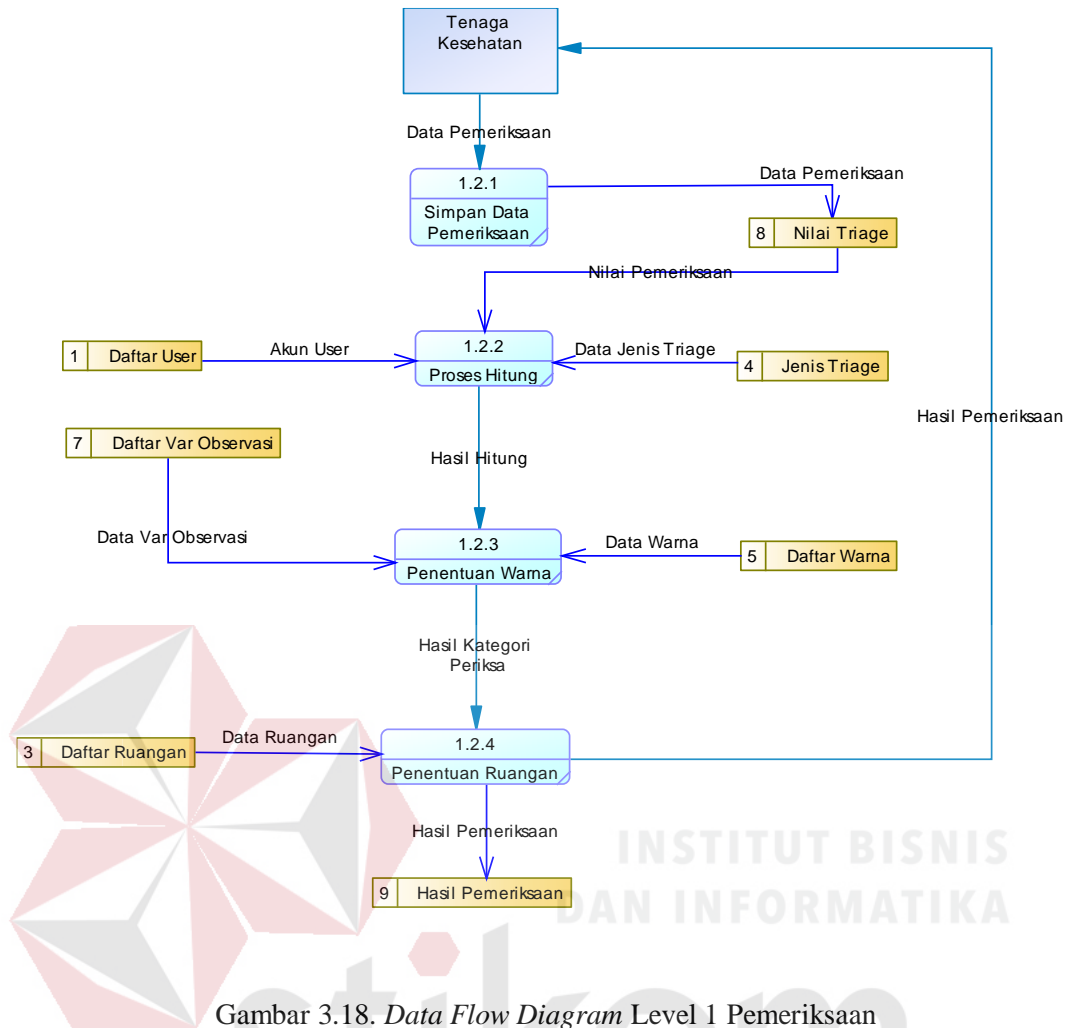 Tenaga
Kesehatan
Data Pemeriksaan
1.2.1
Simpan Data
Pemeriksaan
Data Pemeriksaan
8 Nilai Triage
Nilai Pemeriksaan
1 Daftar User
Akun User
1.2.2
Proses Hitung
Data Jenis Triage
4 Jenis Triage
Hasil Pemeriksaan
7 Daftar Var Observasi
Hasil Hitung
Data Var Observasi
1.2.3
Penentuan Warna
Data Warna
5 Daftar Warna
Hasil Kategori
Periksa
3 Daftar Ruangan
Data Ruangan
1.2.4
Penentuan Ruangan
Hasil Pemeriksaan
9 Hasil Pemeriksaan
INSTITUT BISNIS
DAN INFORMATIKA
stikom
Gambar 3.18. Data Flow Diagram Level 1 Pemeriksaan